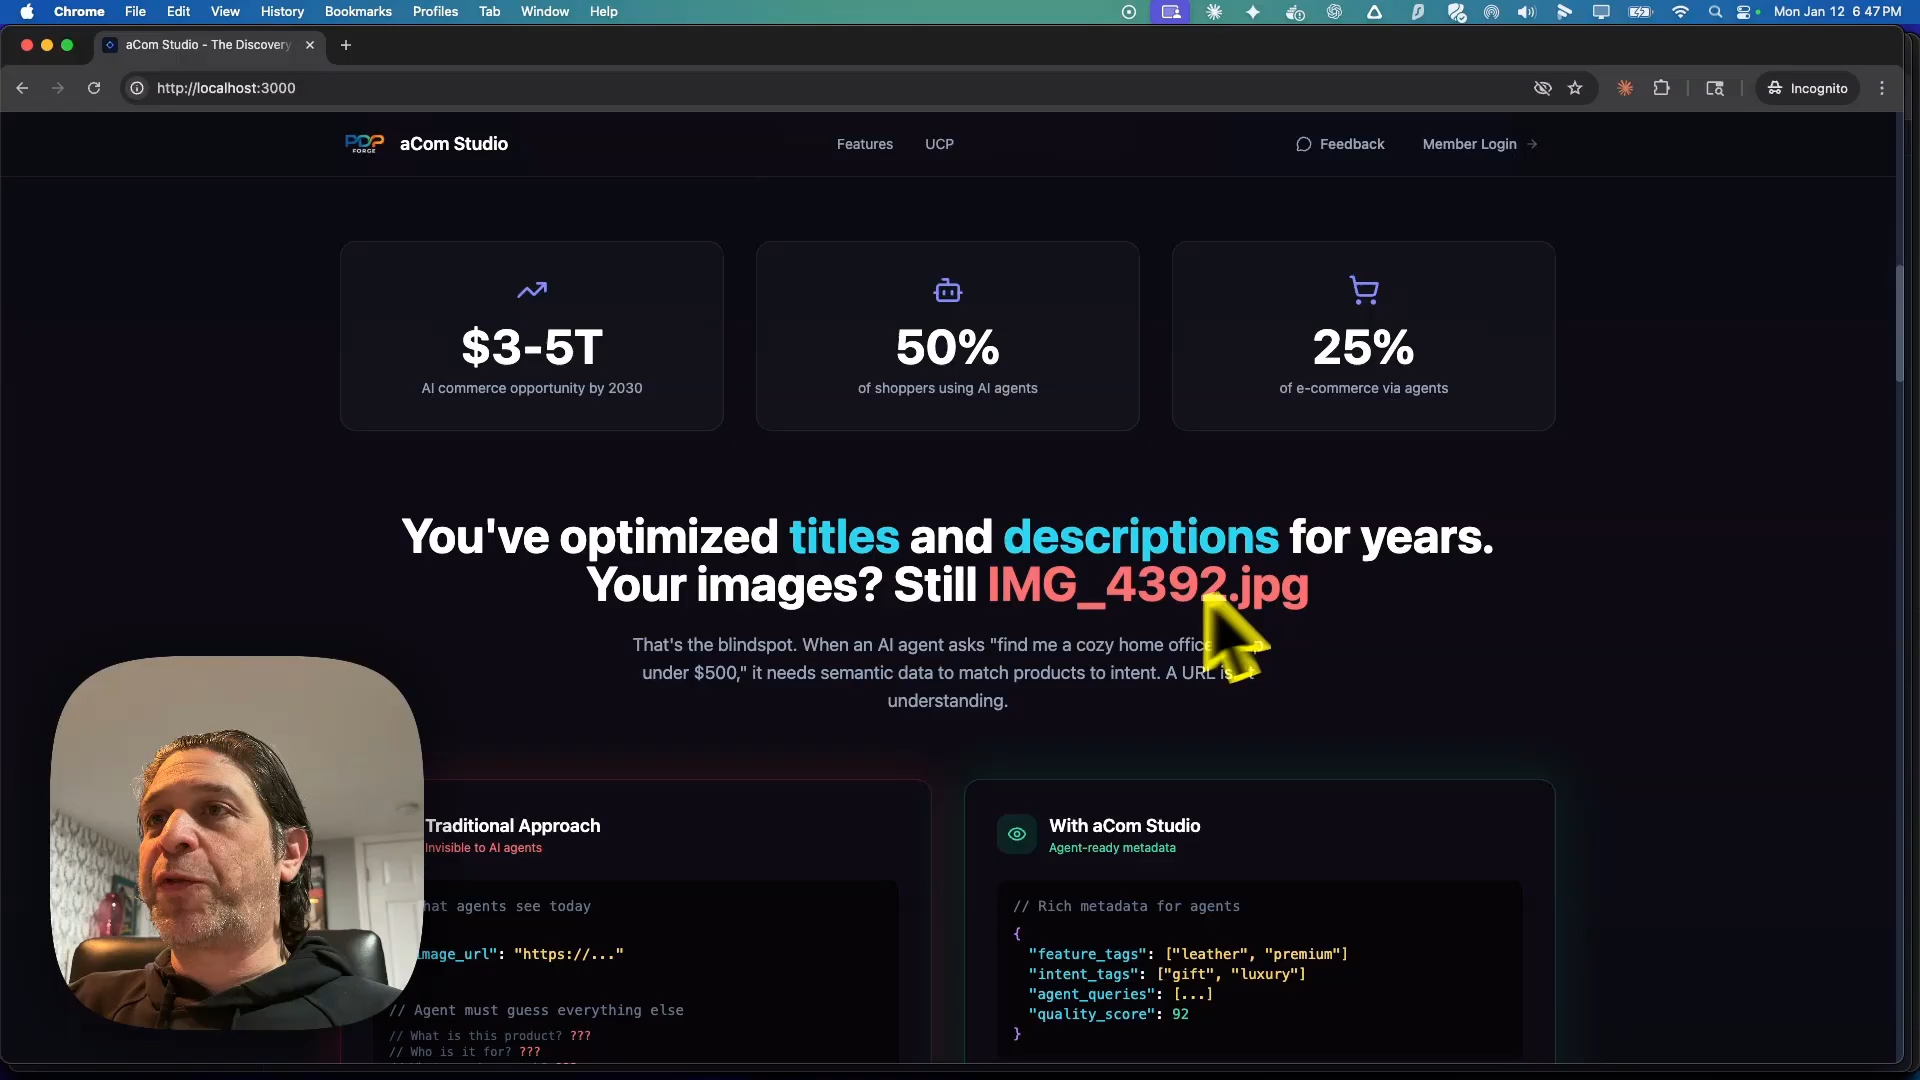 Chrome File Edit View History Bookmarks Profiles Tab Window Help Mon Jan 12 6:47 PM
aCom Studio - The Discovery
http://localhost:3000 Incognito
PDP FORGE aCom Studio Features UCP Feedback Member Login →
$3-5T
AI commerce opportunity by 2030
50%
of shoppers using AI agents
25%
of e-commerce via agents
You've optimized titles and descriptions for years.
Your images? Still IMG_4392.jpg
That's the blindspot. When an AI agent asks "find me a cozy home office
under $500," it needs semantic data to match products to intent. A URL
understanding.
Traditional Approach
Invisible to AI agents
agents see today
"https://..."
// Agent must guess everything else
// What is this product? ???
// Who is it for? ???
With aCom Studio
Agent-ready metadata
// Rich metadata for agents
{
"feature_tags": ["leather", "premium"]
"intent_tags": ["gift", "luxury"]
"agent_queries": [...]
"quality_score": 92
}